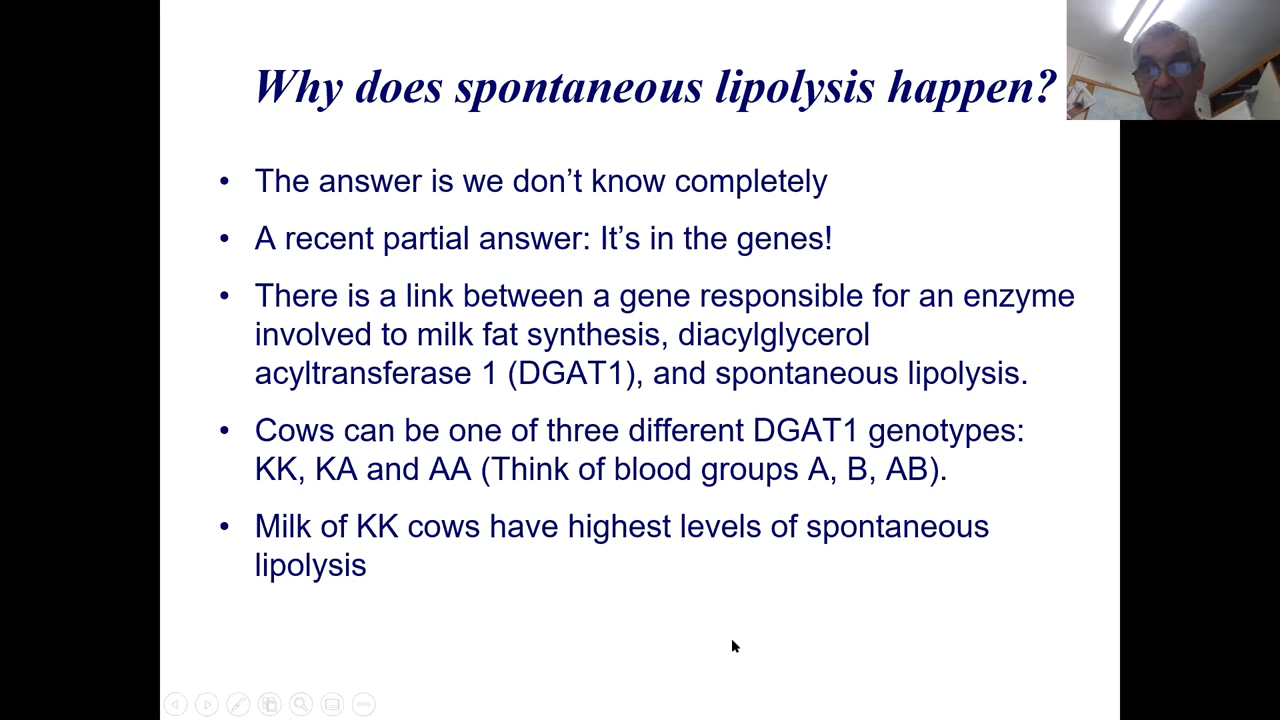 Why does spontaneous lipolysis happen?
• The answer is we don’t know completely
• A recent partial answer: It’s in the genes!
• There is a link between a gene responsible for an enzyme
involved to milk fat synthesis, diacylglycerol
acyltransferase 1 (DGAT1), and spontaneous lipolysis.
• Cows can be one of three different DGAT1 genotypes:
KK, KA and AA (Think of blood groups A, B, AB).
• Milk of KK cows have highest levels of spontaneous
lipolysis